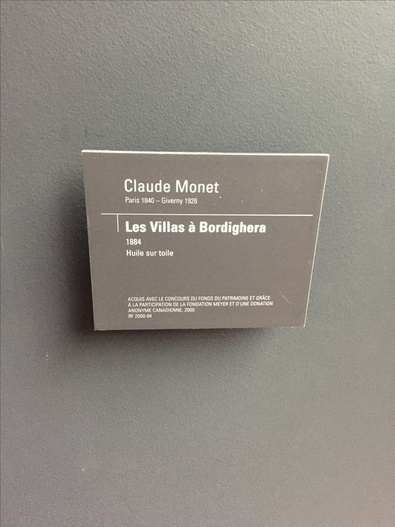 Claude Monet
Paris 1840 – Giverny 1926
Les Villas à Bordighera
1884
Huile sur toile
ACQUIS AVEC LE CONCOURS DU FONDS DU PATRIMOINE ET GRÂCE
À LA PARTICIPATION DE LA FONDATION MEYER ET D'UNE DONATION
ANONYME CANADIENNE, 2000
RF 2000-94